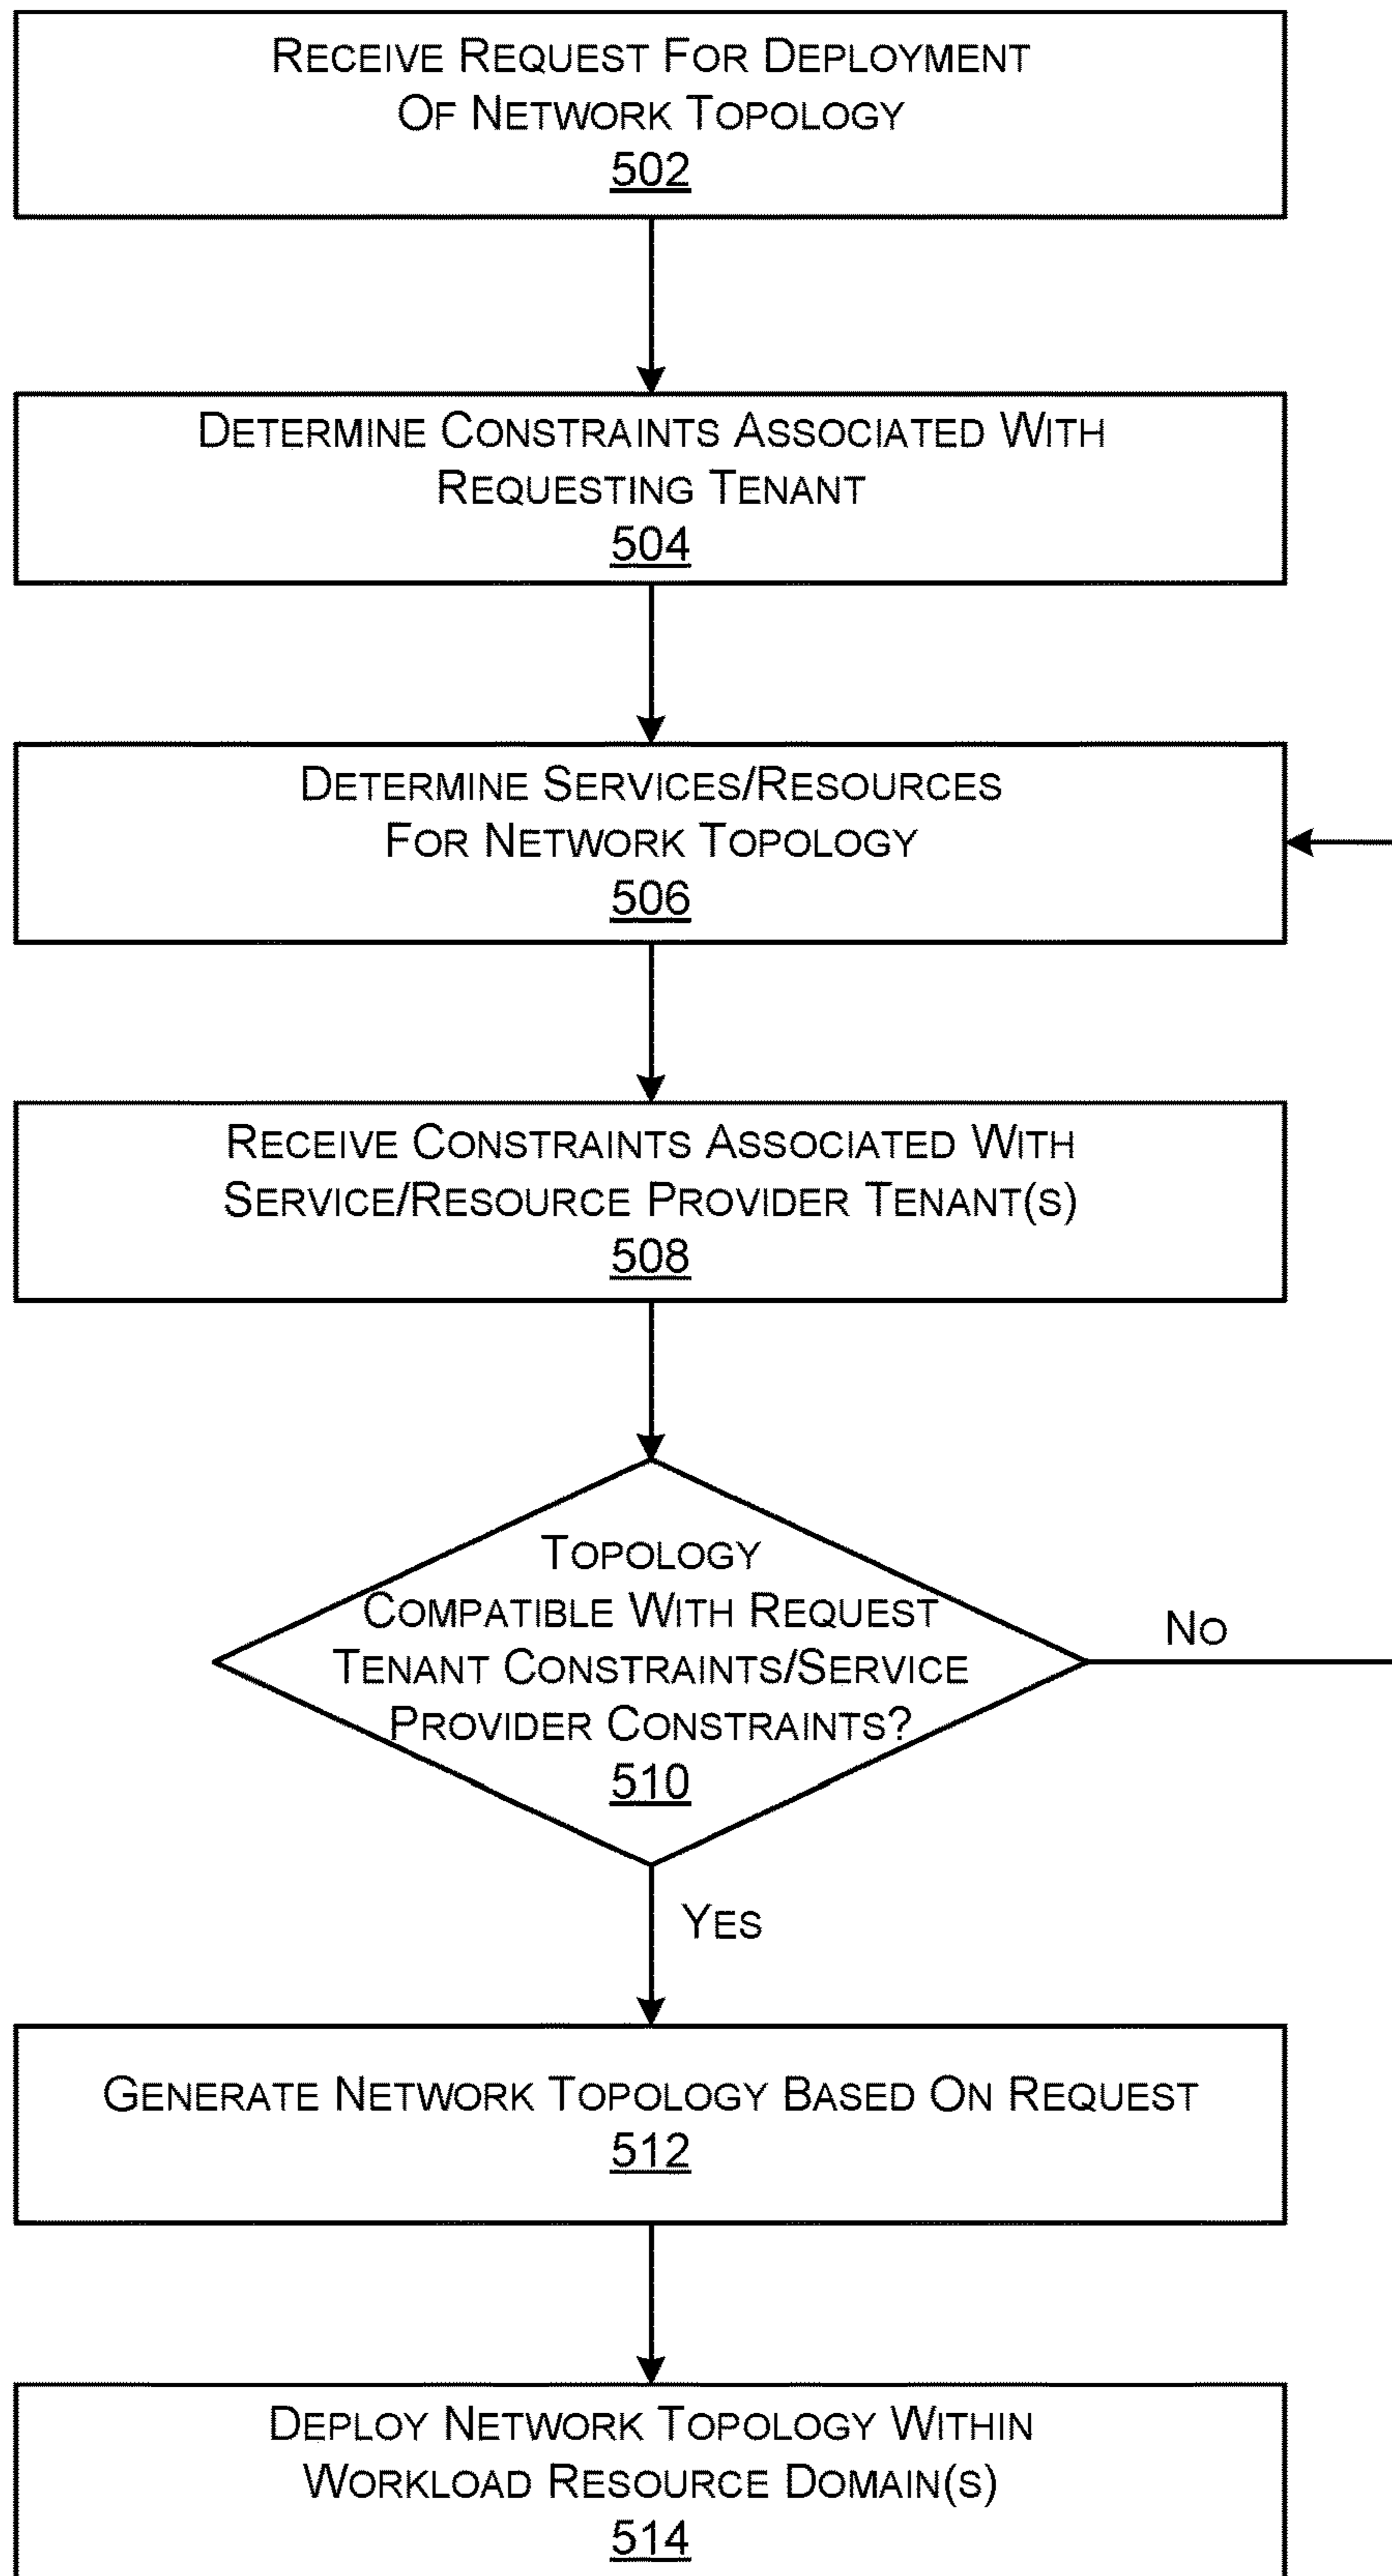 RECEIVE REQUEST FOR DEPLOYMENT
OF NETWORK TOPOLOGY
502
DETERMINE CONSTRAINTS ASSOCIATED WITH
REQUESTING TENANT
504
DETERMINE SERVICES/RESOURCES
FOR NETWORK TOPOLOGY
506
RECEIVE CONSTRAINTS ASSOCIATED WITH
SERVICE/RESOURCE PROVIDER TENANT(S)
508
TOPOLOGY
COMPATIBLE WITH REQUEST
TENANT CONSTRAINTS/SERVICE
PROVIDER CONSTRAINTS?
510
NO
YES
GENERATE NETWORK TOPOLOGY BASED ON REQUEST
512
DEPLOY NETWORK TOPOLOGY WITHIN
WORKLOAD RESOURCE DOMAIN(S)
514